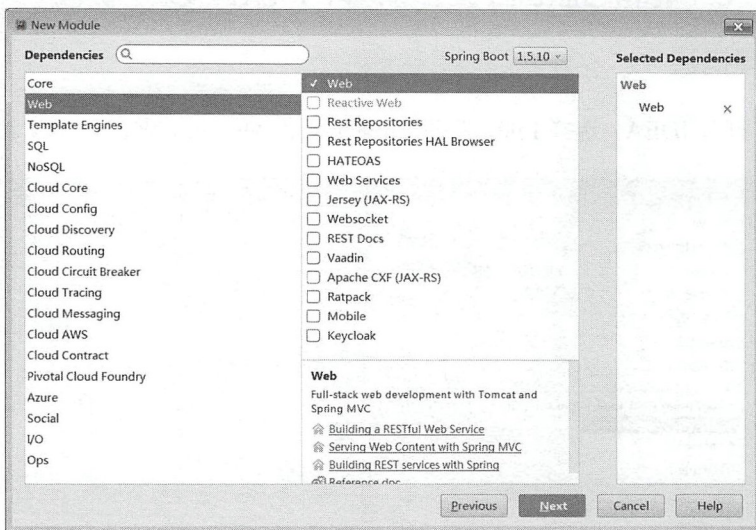 New Module
Dependencies
Spring Boot 1.5.10
Selected Dependencies
Core
Web
Template Engines
SQL
NoSQL
Cloud Core
Cloud Config
Cloud Discovery
Cloud Routing
Cloud Circuit Breaker
Cloud Tracing
Cloud Messaging
Cloud AWS
Cloud Contract
Pivotal Cloud Foundry
Azure
Social
I/O
Ops
Web
Reactive Web
Rest Repositories
Rest Repositories HAL Browser
HATEOAS
Web Services
Jersey (JAX-RS)
Websocket
REST Docs
Vaadin
Apache CXF (JAX-RS)
Ratpack
Mobile
Keycloak
Web
Full-stack web development with Tomcat and
Spring MVC
Building a RESTful Web Service
Serving Web Content with Spring MVC
Building REST services with Spring
Reference doc
Web
Web
Previous
Next
Cancel
Help